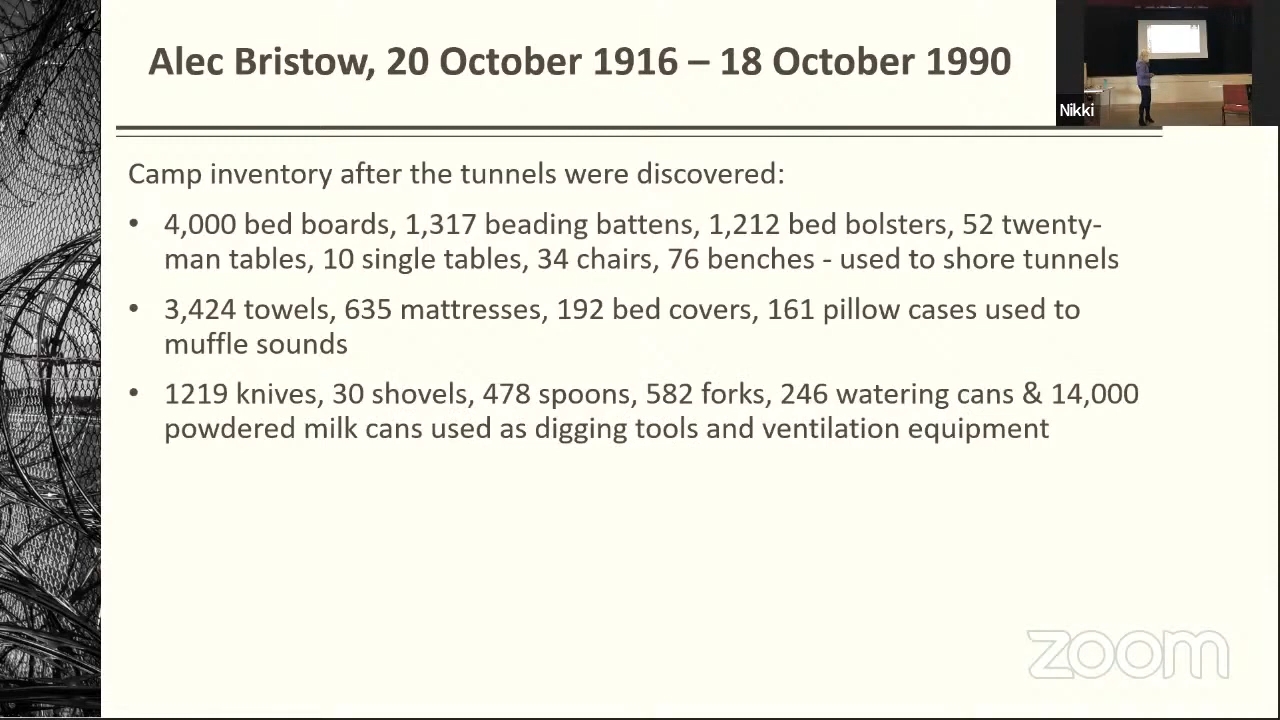 Alec Bristow, 20 October 1916 – 18 October 1990
Nikki
Camp inventory after the tunnels were discovered:
• 4,000 bed boards, 1,317 beading battens, 1,212 bed bolsters, 52 twenty-
man tables, 10 single tables, 34 chairs, 76 benches - used to shore tunnels
• 3,424 towels, 635 mattresses, 192 bed covers, 161 pillow cases used to
muffle sounds
• 1219 knives, 30 shovels, 478 spoons, 582 forks, 246 watering cans & 14,000
powdered milk cans used as digging tools and ventilation equipment
zoom